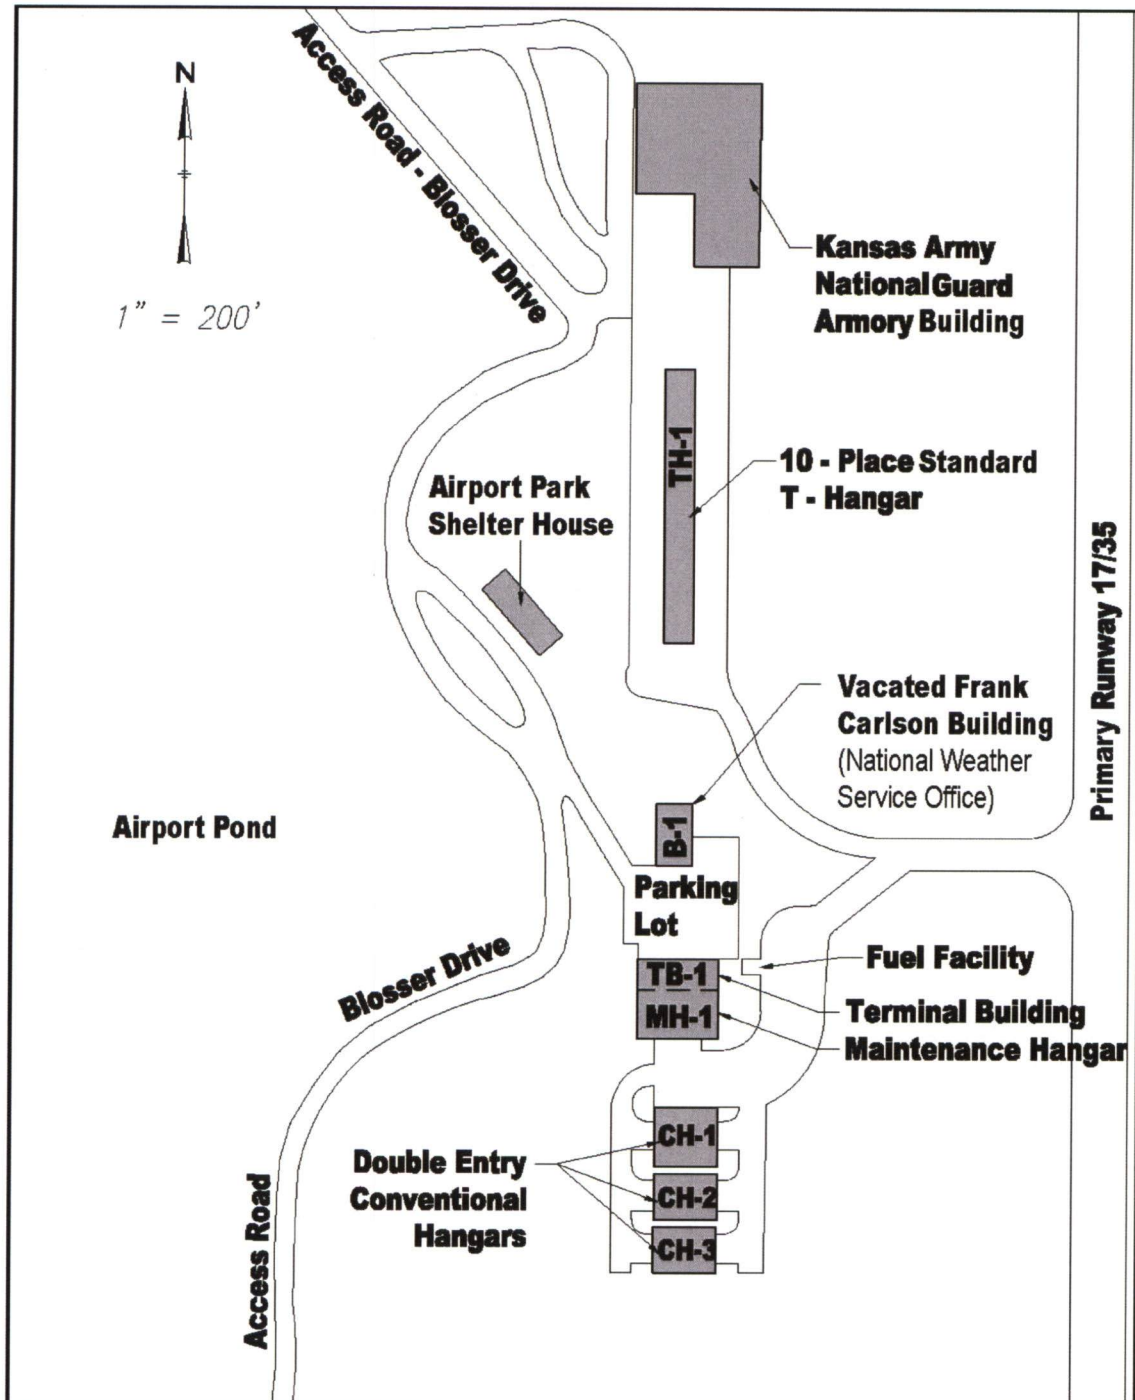 N
1" = 200'
Access Road - Blosser Drive
Kansas Army
National Guard
Armory Building
TH-1
10 - Place Standard
T - Hangar
Airport Park
Shelter House
Primary Runway 17/35
Vacated Frank
Carlson Building
(National Weather
Service Office)
Airport Pond
B-1
Parking
Lot
Blosser Drive
Fuel Facility
TB-1
Terminal Building
MH-1
Maintenance Hangar
CH-1
Double Entry
Conventional
Hangars
CH-2
CH-3
Access Road